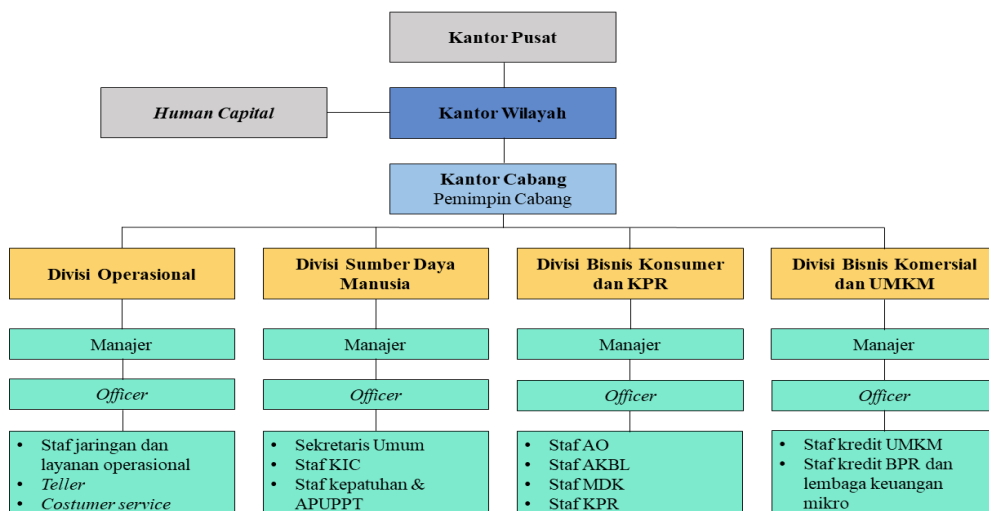 Kantor Pusat
Human Capital
Kantor Wilayah
Kantor Cabang
Pemimpin Cabang
Divisi Operasional
Divisi Sumber Daya
Manusia
Divisi Bisnis Konsumer
dan KPR
Divisi Bisnis Komersial
dan UMKM
Manajer
Manajer
Manajer
Manajer
Officer
Officer
Officer
Officer
• Staf jaringan dan
layanan operasional
• Teller
• Costumer service
• Sekretaris Umum
• Staf KIC
• Staf kepatuhan &
APUPPT
• Staf AO
• Staf AKBL
• Staf MDK
• Staf KPR
• Staf kredit UMKM
• Staf kredit BPR dan
lembaga keuangan
mikro